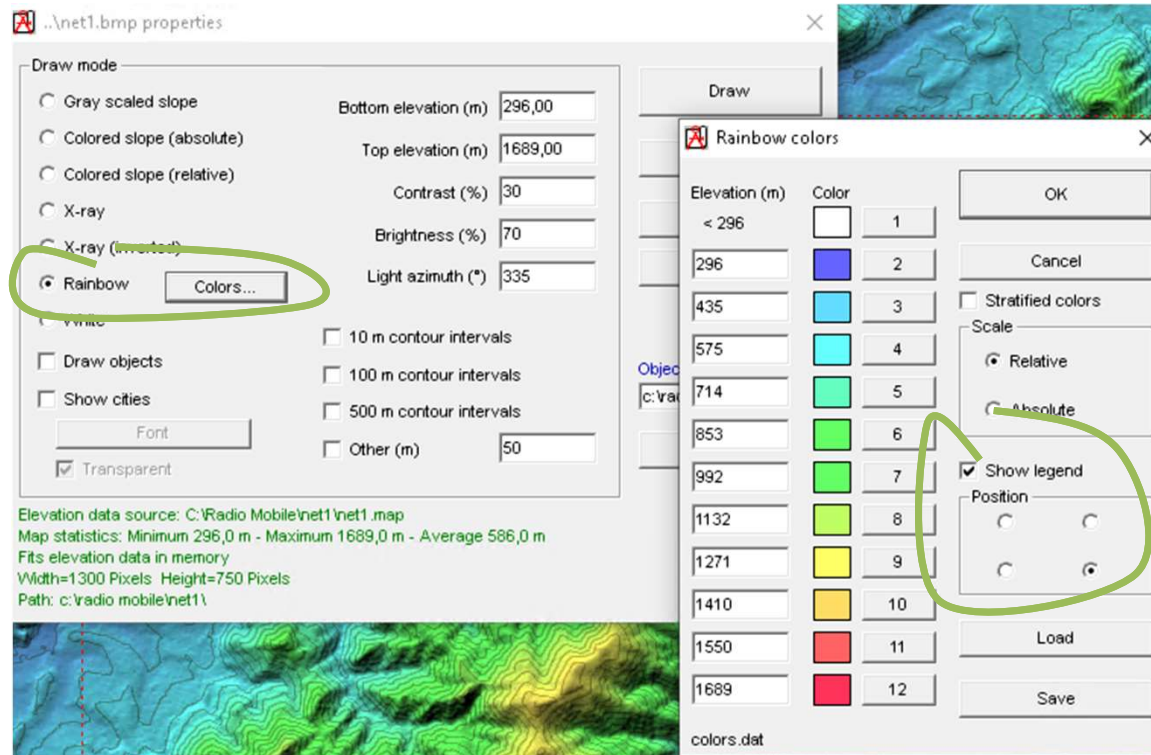 ..\net1.bmp properties
Draw mode
Gray scaled slope
Colored slope (absolute)
Colored slope (relative)
X-ray
X-ray (inverted)
Rainbow
Colors...
White
Draw objects
Show cities
Font
Transparent
Bottom elevation (m) 296,00
Top elevation (m) 1689,00
Contrast (%) 30
Brightness (%) 70
Light azimuth (°) 335
10 m contour intervals
100 m contour intervals
500 m contour intervals
Other (m) 50
Draw
Elevation data source: C:\Radio Mobile\net1\net1.map
Map statistics: Minimum 296,0 m - Maximum 1689,0 m - Average 586,0 m
Fits elevation data in memory
Width=1300 Pixels Height=750 Pixels
Path: c:\radio mobile\net1\
Rainbow colors
Elevation (m) Color
< 296 1
296 2
435 3
575 4
714 5
853 6
992 7
1132 8
1271 9
1410 10
1550 11
1689 12
colors.dat
OK
Cancel
Stratified colors
Scale
Relative
Absolute
Show legend
Position
Load
Save